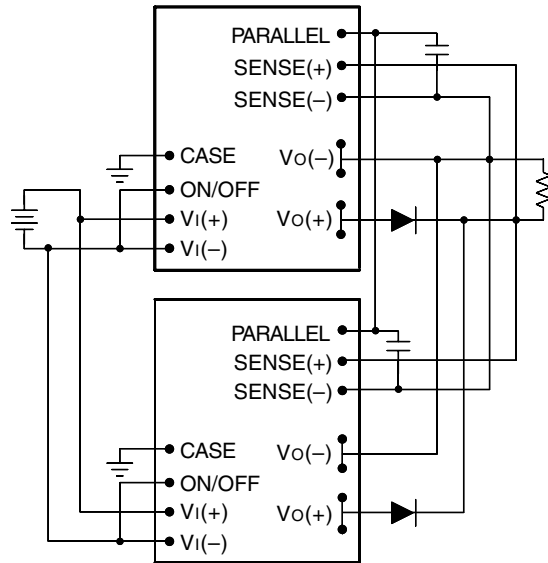 PARALLEL
SENSE(+)
SENSE(–)
CASE
VO(–)
ON/OFF
VI(+)
VO(+)
VI(–)
PARALLEL
SENSE(+)
SENSE(–)
CASE
VO(–)
ON/OFF
VI(+)
VO(+)
VI(–)